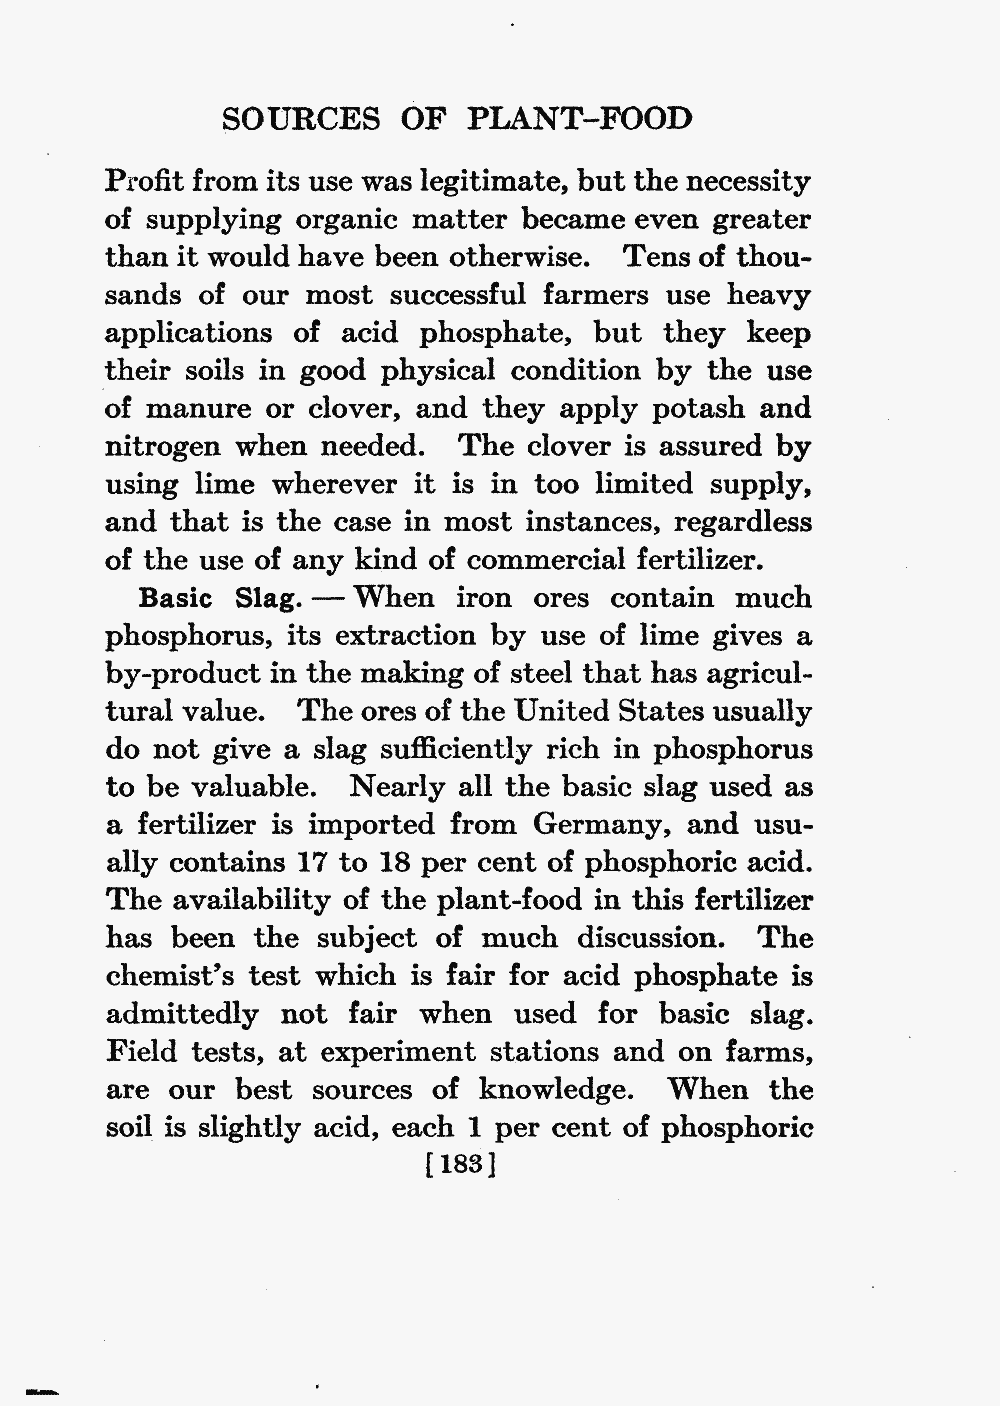 SOURCES OF PLANT-FOOD
Profit from its use was legitimate, but the necessity
of supplying organic matter became even greater
than it would have been otherwise. Tens of thou-
sands of our most successful farmers use heavy
applications of acid phosphate, but they keep
their soils in good physical condition by the use
of manure or clover, and they apply potash and
nitrogen when needed. The clover is assured by
using lime wherever it is in too limited supply,
and that is the case in most instances, regardless
of the use of any kind of commercial fertilizer.
Basic Slag. — When iron ores contain much
phosphorus, its extraction by use of lime gives a
by-product in the making of steel that has agricul-
tural value. The ores of the United States usually
do not give a slag sufficiently rich in phosphorus
to be valuable. Nearly all the basic slag used as
a fertilizer is imported from Germany, and usu-
ally contains 17 to 18 per cent of phosphoric acid.
The availability of the plant-food in this fertilizer
has been the subject of much discussion. The
chemist's test which is fair for acid phosphate is
admittedly not fair when used for basic slag.
Field tests, at experiment stations and on farms,
are our best sources of knowledge. When the
soil is slightly acid, each 1 per cent of phosphoric
[183]